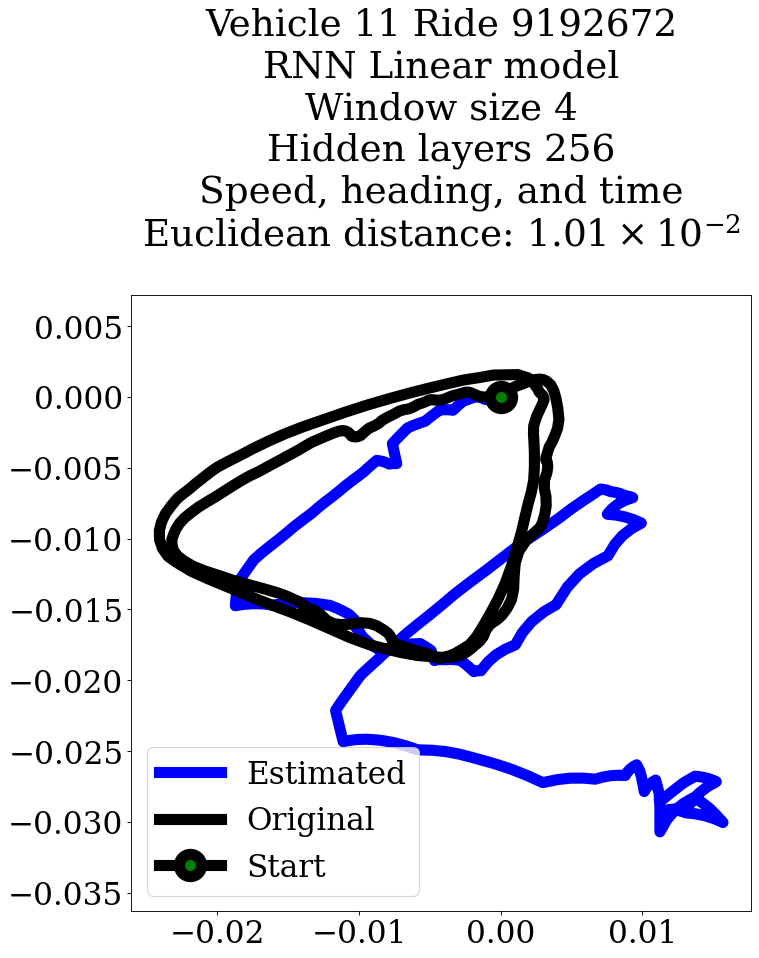 Vehicle 11 Ride 9192672
RNN Linear model
Window size 4
Hidden layers 256
Speed, heading, and time
Euclidean distance: 1.01 × 10⁻²
0.005
0.000
−0.005
−0.010
−0.015
−0.020
−0.025
−0.030
−0.035
Estimated
Original
Start
−0.02 −0.01 0.00 0.01